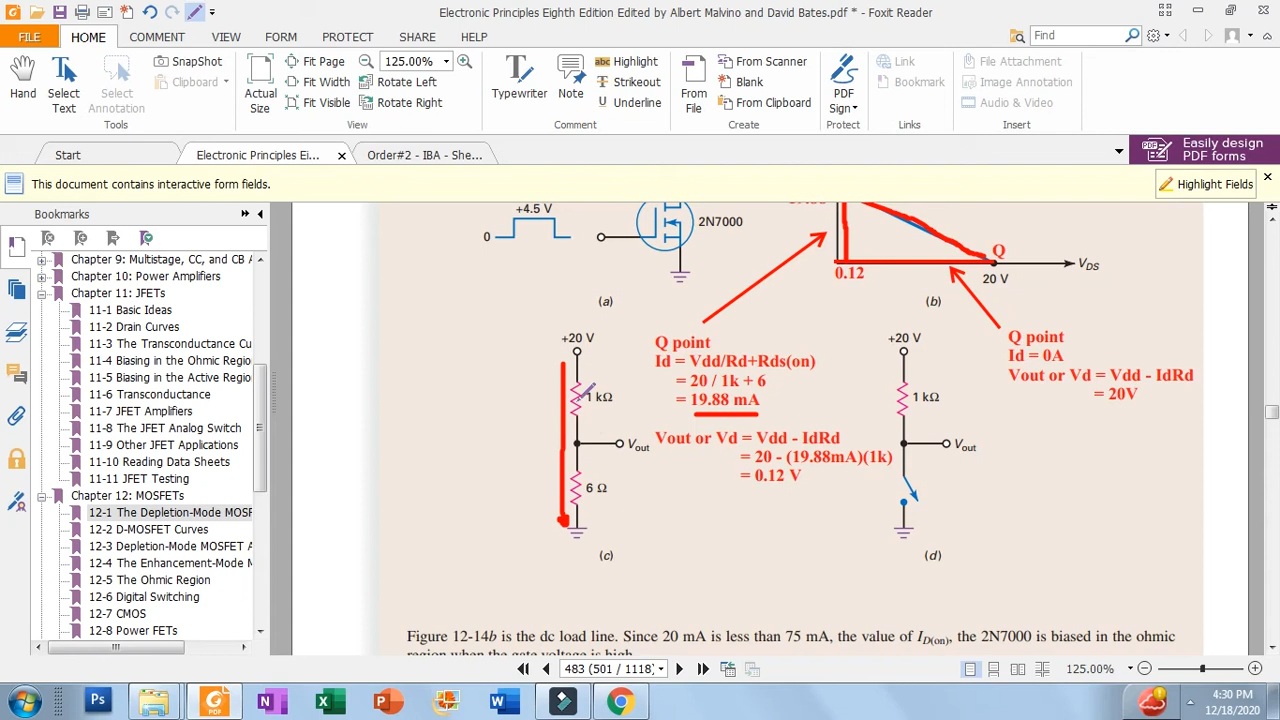 Electronic Principles Eighth Edition Edited by Albert Malvino and David Bates.pdf * - Foxit Reader
FILE HOME COMMENT VIEW FORM PROTECT SHARE HELP
Find
Hand
Select Text
Select Annotation
SnapShot
Clipboard
Tools
Actual Size
Fit Page
Fit Width
Fit Visible
125.00%
Rotate Left
Rotate Right
View
Typewriter
Note
Highlight
Strikeout
Underline
Comment
From File
From Scanner
Blank
From Clipboard
Create
PDF Sign
Protect
Link
Bookmark
Links
File Attachment
Image Annotation
Audio & Video
Insert
Start
Electronic Principles Ei...
Order#2 - IBA - She...
Easily design PDF forms
This document contains interactive form fields.
Highlight Fields
Bookmarks
Chapter 9: Multistage, CC, and CB A
Chapter 10: Power Amplifiers
Chapter 11: JFETs
11-1 Basic Ideas
11-2 Drain Curves
11-3 The Transconductance Cu
11-4 Biasing in the Ohmic Regio
11-5 Biasing in the Active Regio
11-6 Transconductance
11-7 JFET Amplifiers
11-8 The JFET Analog Switch
11-9 Other JFET Applications
11-10 Reading Data Sheets
11-11 JFET Testing
Chapter 12: MOSFETs
12-1 The Depletion-Mode MOSF
12-2 D-MOSFET Curves
12-3 Depletion-Mode MOSFET A
12-4 The Enhancement-Mode M
12-5 The Ohmic Region
12-6 Digital Switching
12-7 CMOS
12-8 Power FETs
+4.5 V
0
2N7000
(a)
Q
0.12
20 V
VDS
(b)
+20 V
1 kΩ
Vout
6 Ω
(c)
Q point
Id = Vdd/Rd+Rds(on)
= 20 / 1k + 6
= 19.88 mA
Vout or Vd = Vdd - IdRd
= 20 - (19.88mA)(1k)
= 0.12 V
+20 V
1 kΩ
Vout
(d)
Q point
Id = 0A
Vout or Vd = Vdd - IdRd
= 20V
Figure 12-14b is the dc load line. Since 20 mA is less than 75 mA, the value of ID(on), the 2N7000 is biased in the ohmic
region when the gate voltage is high.
483 (501 / 1118)
125.00%
4:30 PM
12/18/2020